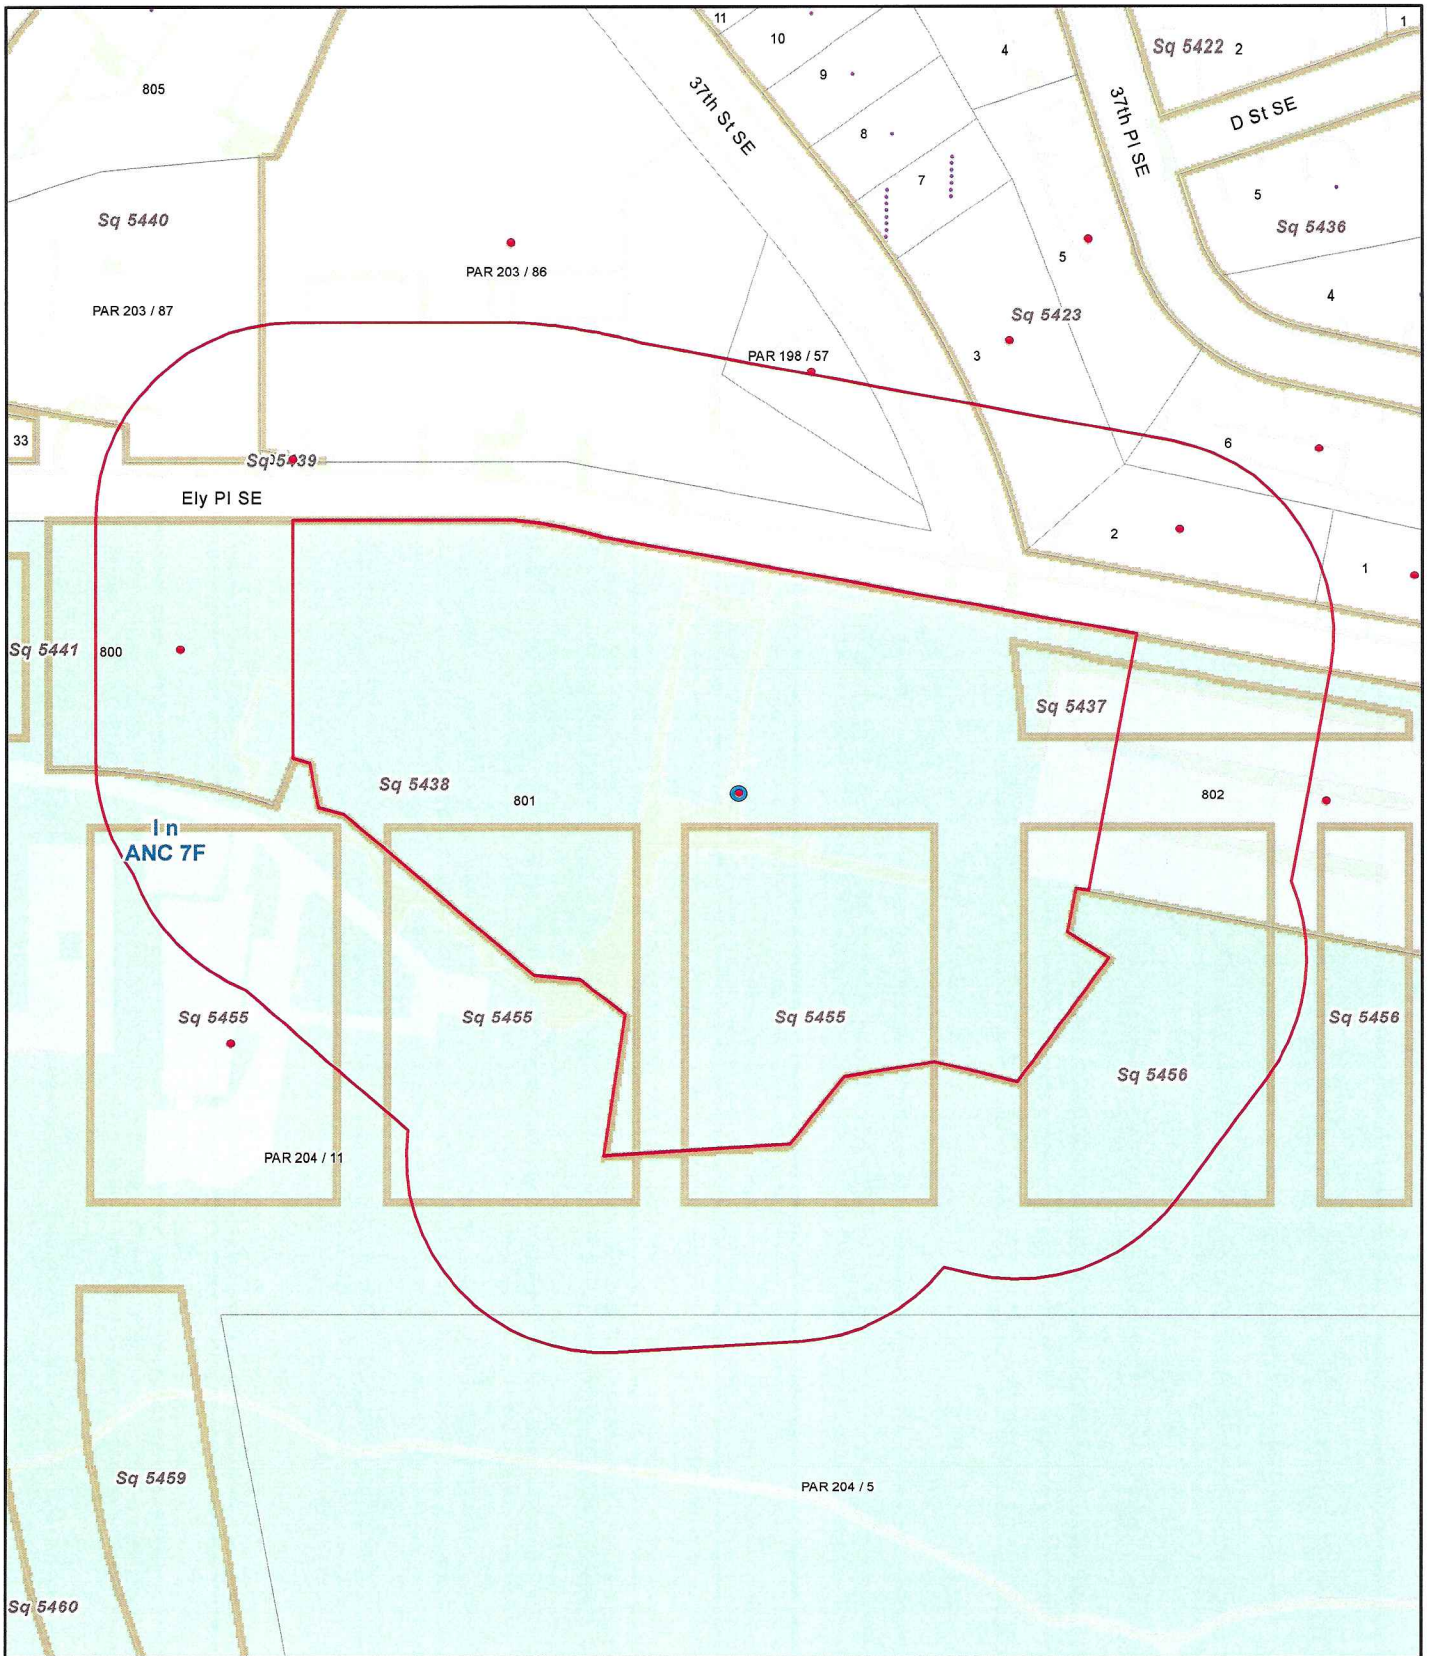 11
10
9
8
7
4
Sq 5422
2
1
805
37th St SE
37th Pl SE
D St SE
5
Sq 5436
4
Sq 5440
PAR 203 / 86
PAR 203 / 87
5
Sq 5423
3
PAR 198 / 57
33
Sq 5439
6
Ely Pl SE
2
1
Sq 5441
800
Sq 5437
Sq 5438
801
802
In
ANC 7F
Sq 5455
Sq 5455
Sq 5455
Sq 5456
Sq 5456
PAR 204 / 11
Sq 5459
PAR 204 / 5
Sq 5460